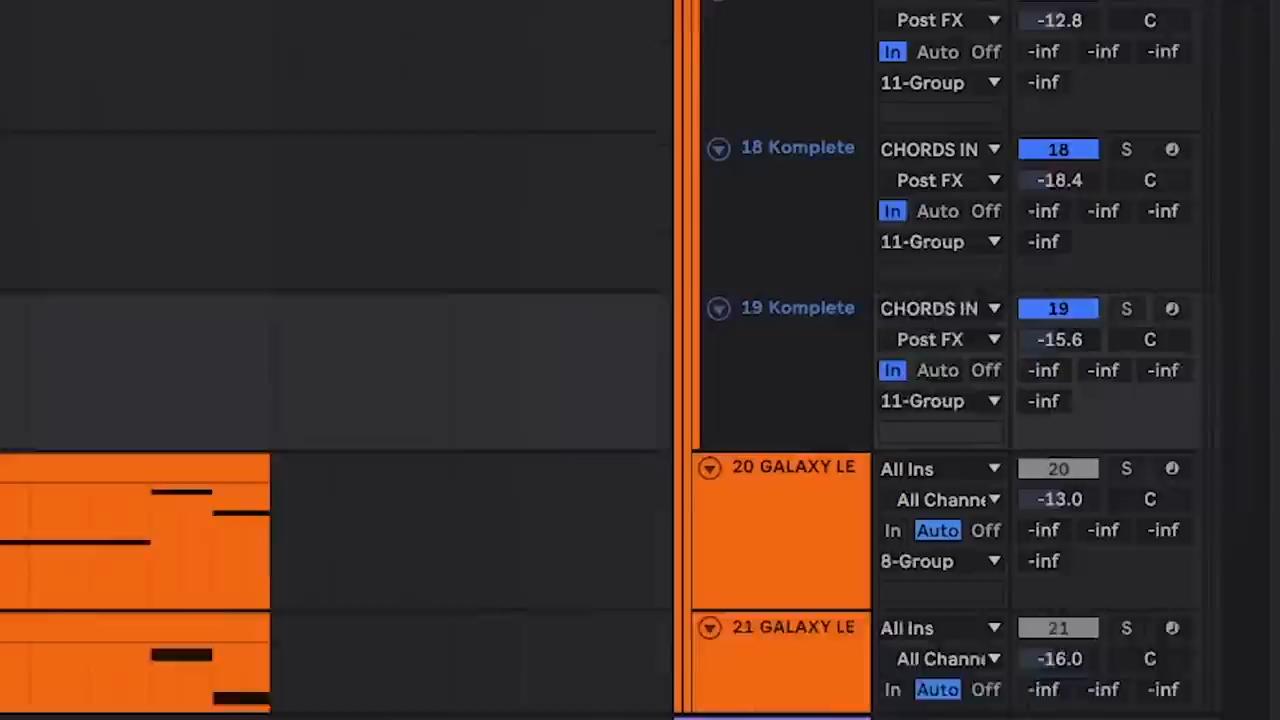 Post FX -12.8 C
In Auto Off -inf -inf -inf
11-Group -inf
18 Komplete CHORDS IN 18 S
Post FX -18.4 C
In Auto Off -inf -inf -inf
11-Group -inf
19 Komplete CHORDS IN 19 S
Post FX -15.6 C
In Auto Off -inf -inf -inf
11-Group -inf
20 GALAXY LE All Ins 20 S
All Channe -13.0 C
In Auto Off -inf -inf -inf
8-Group -inf
21 GALAXY LE All Ins 21 S
All Channe -16.0 C
In Auto Off -inf -inf -inf